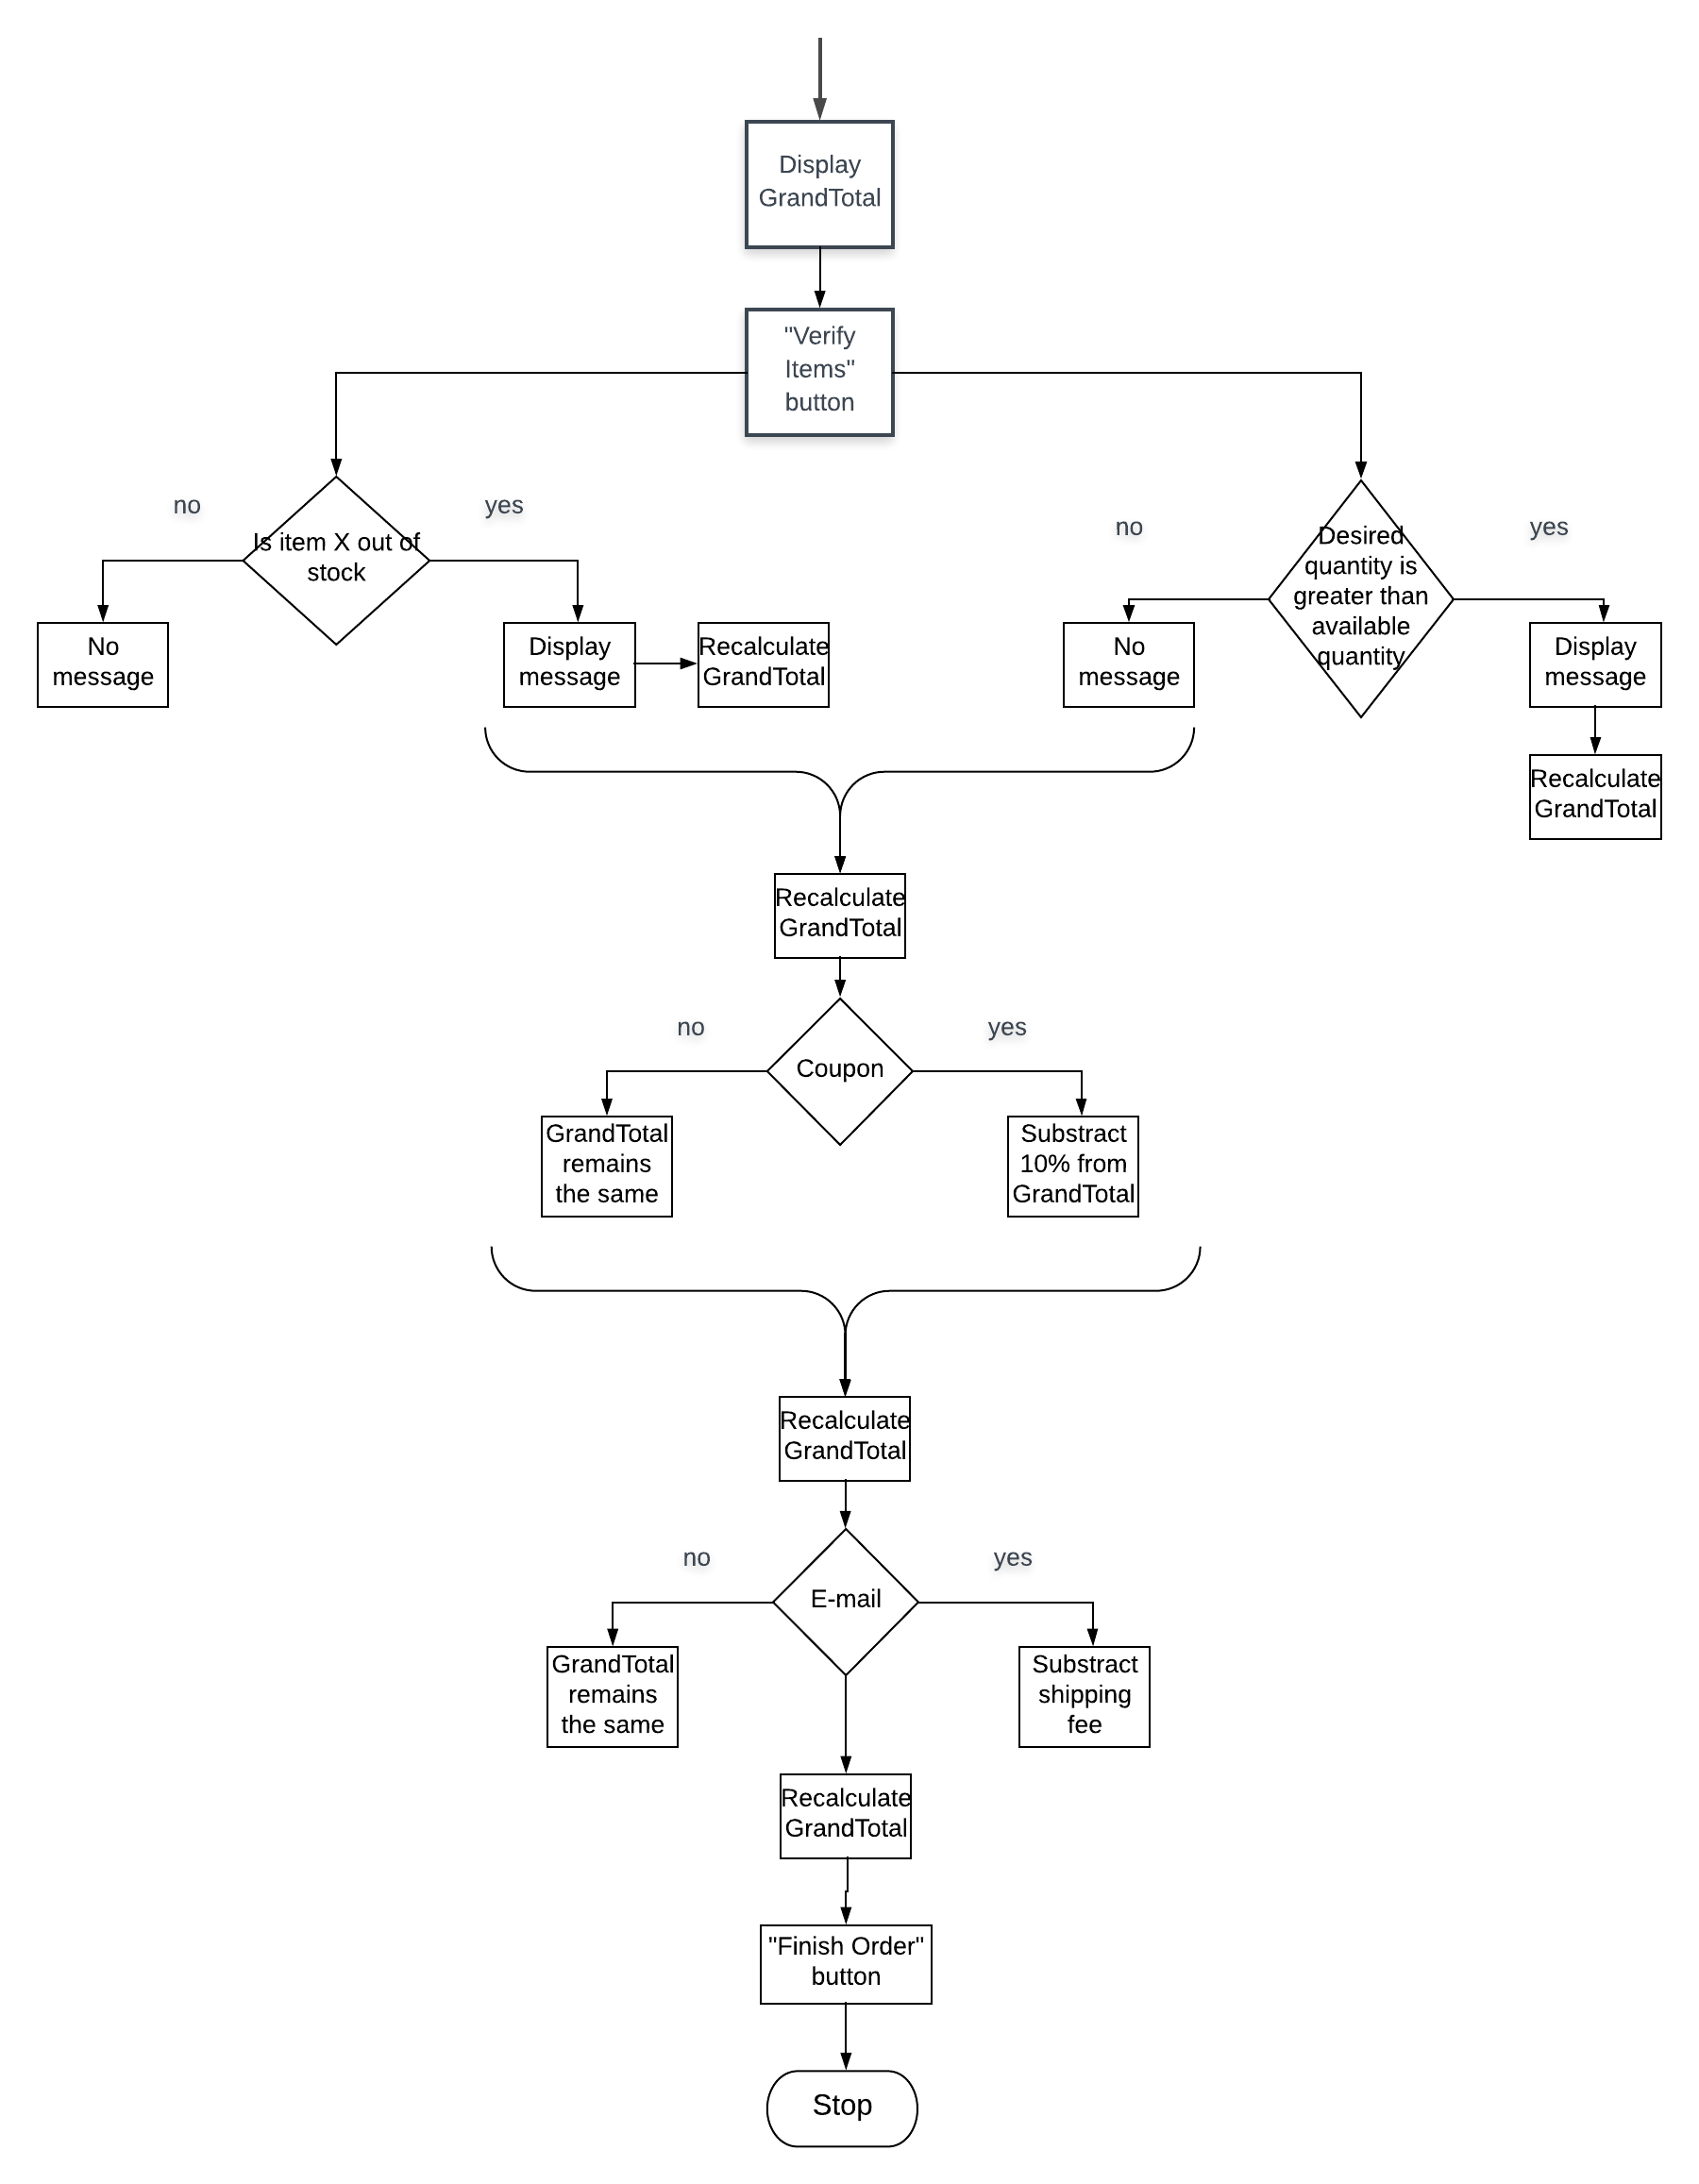 Display
GrandTotal
"Verify
Items"
button
no
yes
Is item X out of
stock
no
yes
Desired
quantity is
greater than
available
quantity
No
message
Display
message
Recalculate
GrandTotal
No
message
Display
message
Recalculate
GrandTotal
Recalculate
GrandTotal
no
yes
Coupon
GrandTotal
remains
the same
Substract
10% from
GrandTotal
Recalculate
GrandTotal
no
yes
E-mail
GrandTotal
remains
the same
Substract
shipping
fee
Recalculate
GrandTotal
"Finish Order"
button
Stop